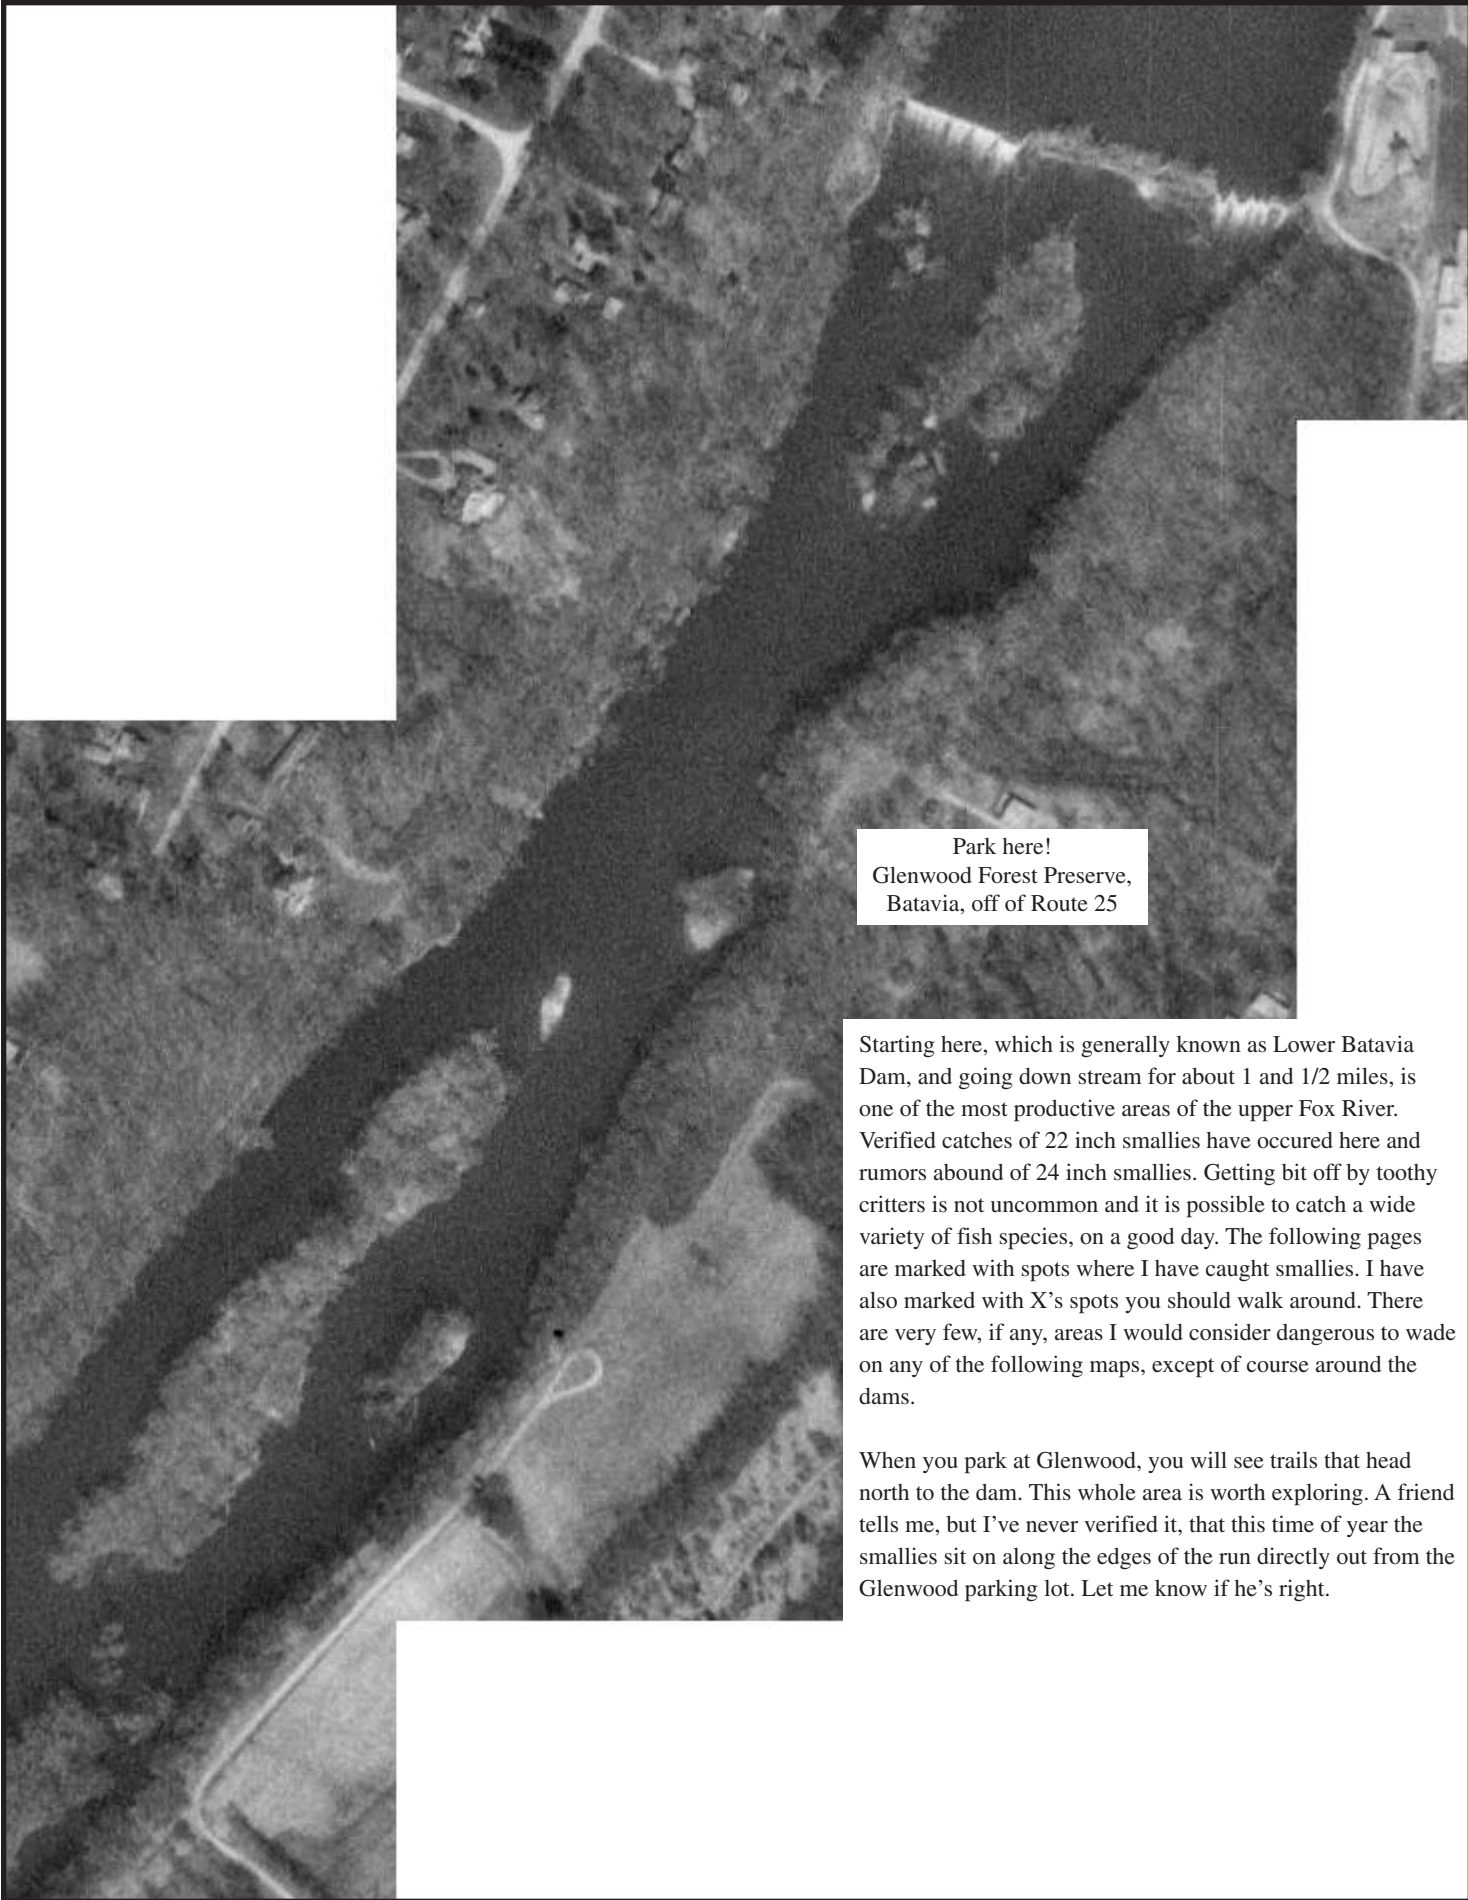 Park here!
Glenwood Forest Preserve,
Batavia, off of Route 25
Starting here, which is generally known as Lower Batavia
Dam, and going down stream for about 1 and 1/2 miles, is
one of the most productive areas of the upper Fox River.
Verified catches of 22 inch smallies have occured here and
rumors abound of 24 inch smallies. Getting bit off by toothy
critters is not uncommon and it is possible to catch a wide
variety of fish species, on a good day. The following pages
are marked with spots where I have caught smallies. I have
also marked with X’s spots you should walk around. There
are very few, if any, areas I would consider dangerous to wade
on any of the following maps, except of course around the
dams.
When you park at Glenwood, you will see trails that head
north to the dam. This whole area is worth exploring. A friend
tells me, but I’ve never verified it, that this time of year the
smallies sit on along the edges of the run directly out from the
Glenwood parking lot. Let me know if he’s right.